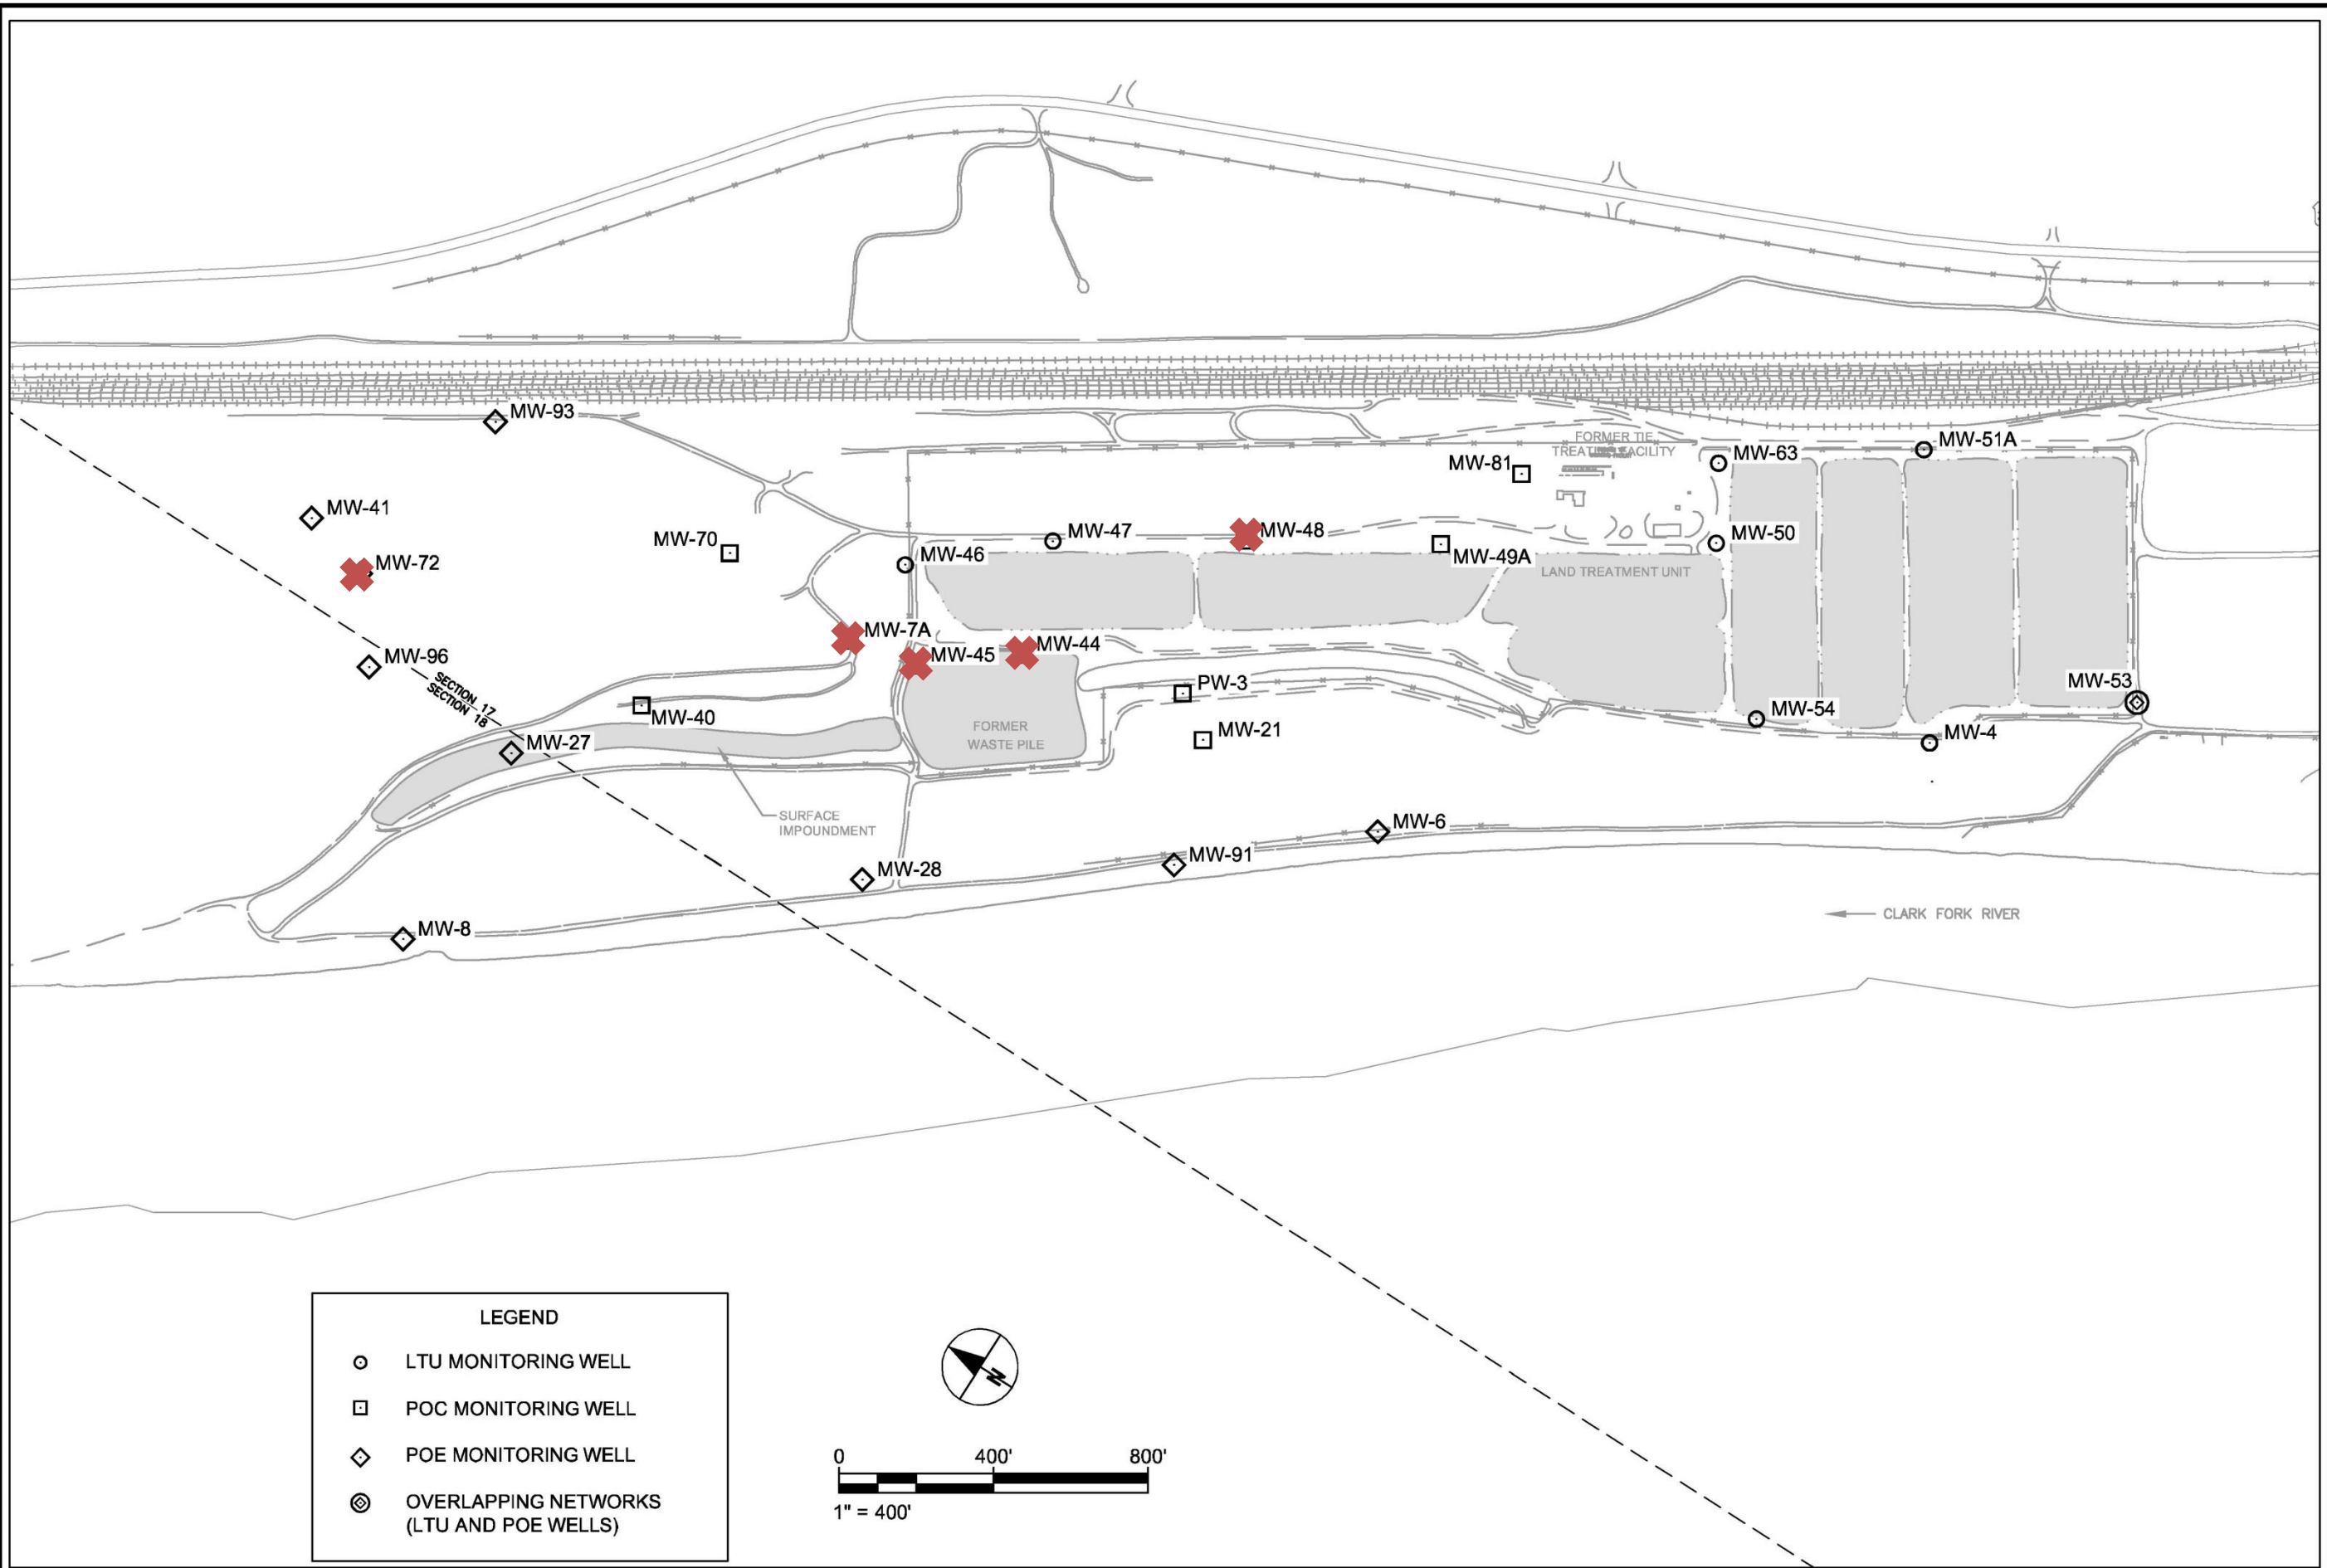 MW-93
MW-51A
FORMER TIE
TREATING FACILITY
MW-81
MW-63
MW-41
MW-70
MW-47
MW-48
MW-50
MW-46
MW-49A
MW-72
LAND TREATMENT UNIT
MW-7A
MW-44
MW-45
MW-96
SECTION 17
SECTION 18
PW-3
MW-53
MW-40
MW-54
MW-27
FORMER
WASTE PILE
MW-21
MW-4
SURFACE
IMPOUNDMENT
MW-6
MW-91
MW-28
CLARK FORK RIVER
MW-8
LEGEND
LTU MONITORING WELL
POC MONITORING WELL
POE MONITORING WELL
OVERLAPPING NETWORKS
(LTU AND POE WELLS)
N
0 400' 800'
1" = 400'